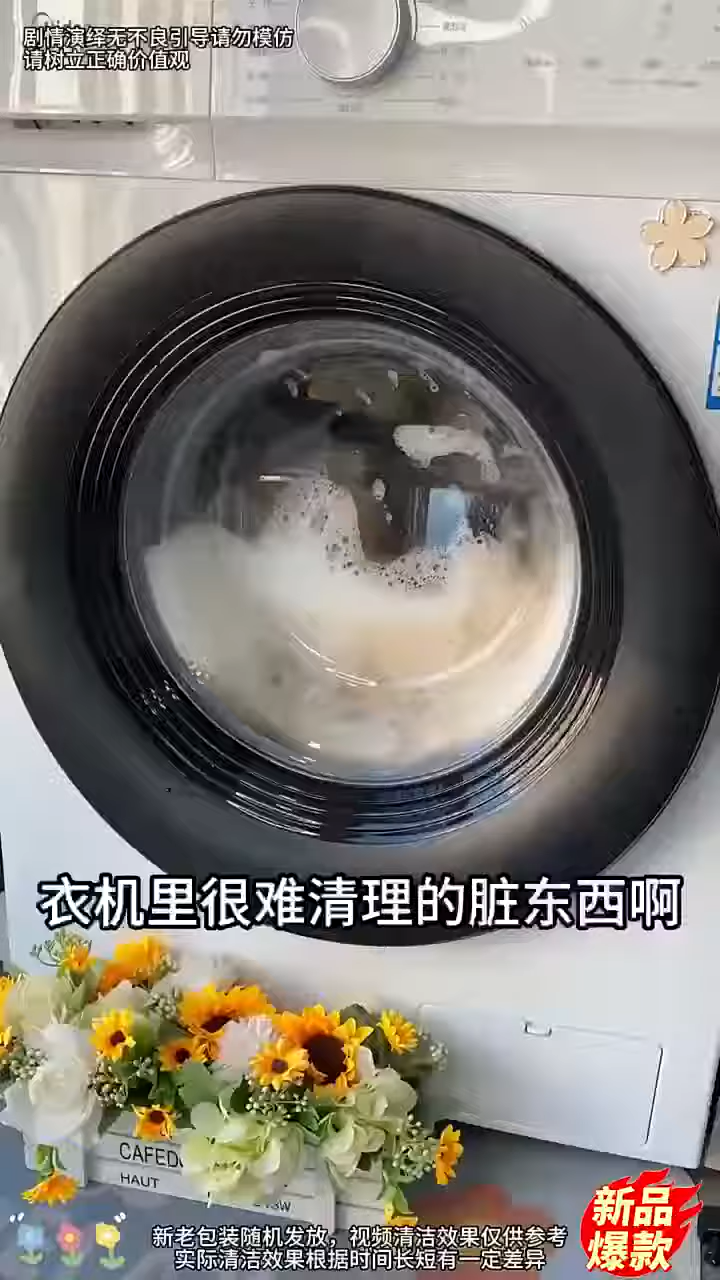 剧情演绎无不良引导请勿模仿
请树立正确价值观
衣机里很难清理的脏东西啊
CAFED
HAUT
新品
爆款
新老包装随机发放，视频清洁效果仅供参考
实际清洁效果根据时间长短有一定差异